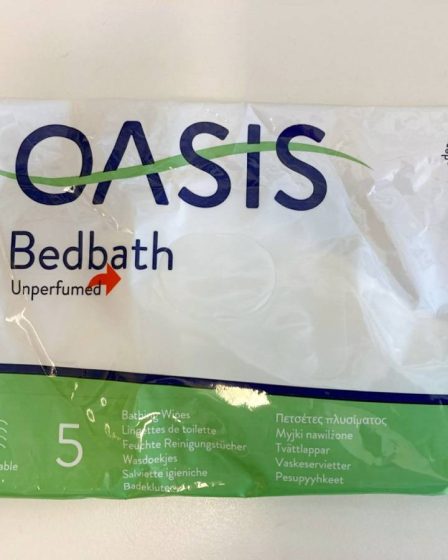 OASIS
Bedbath
Unperfumed
5
Bathing Wipes
Lingettes de toilette
Feuchte Reinigungstücher
Wasdoekjes
Salviette igieniche
Badekluter
Πετσέτες πλυσίματος
Myjki nawilżone
Tvättlappar
Vaskeservietter
Pesupyyhkeet